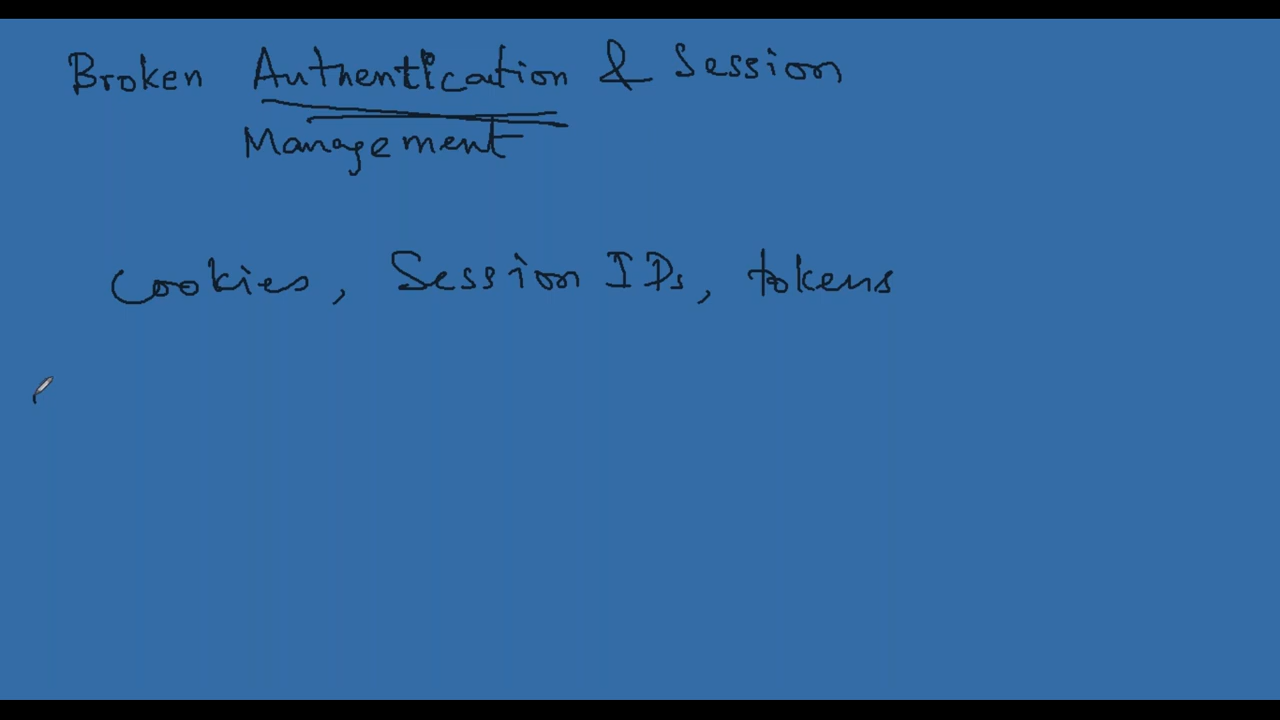 Broken Authentication & Session
Management
Cookies, Session IDs, tokens